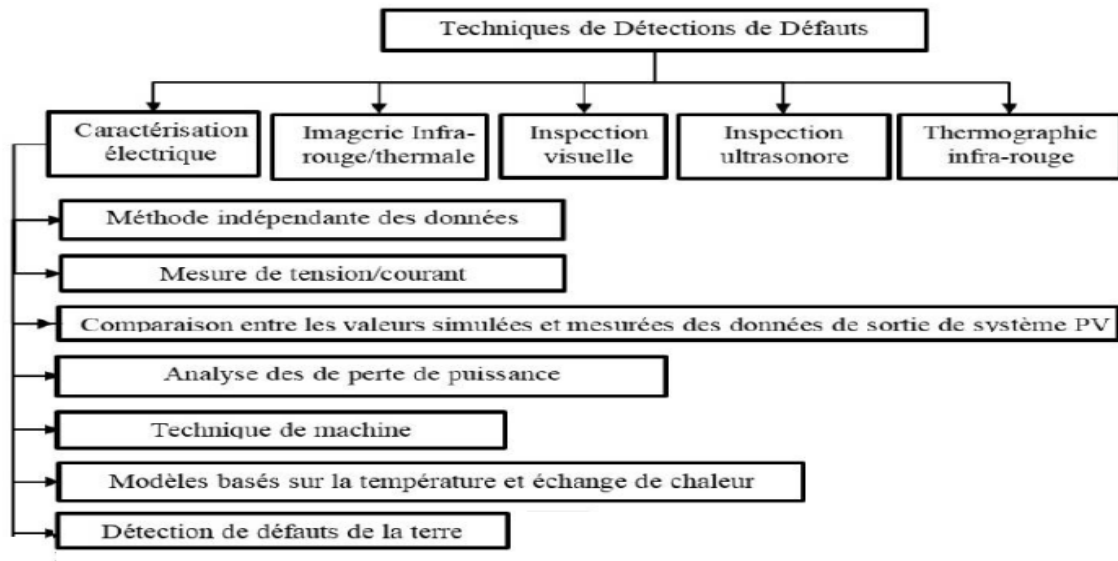 Techniques de Détections de Défauts
Caractérisation
électrique
Imagerie Infra-
rouge/thermale
Inspection
visuelle
Inspection
ultrasonore
Thermographie
infra-rouge
Méthode indépendante des données
Mesure de tension/courant
Comparaison entre les valeurs simulées et mesurées des données de sortie de système PV
Analyse des de perte de puissance
Technique de machine
Modèles basés sur la température et échange de chaleur
Détection de défauts de la terre